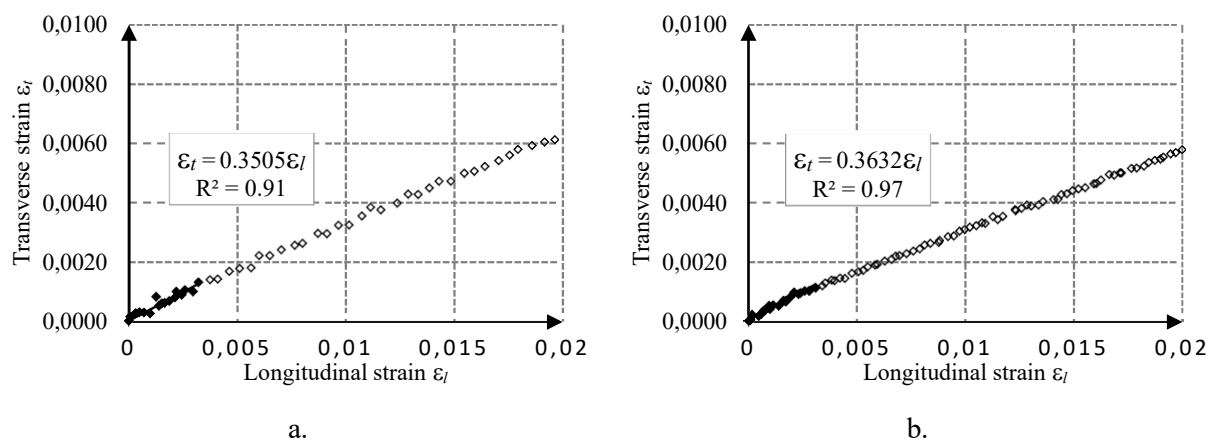 0,0100
0,0080
0,0060
0,0040
0,0020
0,0000
Transverse strain εt
εt = 0.3505εl
R² = 0.91
0 0,005 0,01 0,015 0,02
Longitudinal strain εl
a.
0,0100
0,0080
0,0060
0,0040
0,0020
0,0000
Transverse strain εt
εt = 0.3632εl
R² = 0.97
0 0,005 0,01 0,015 0,02
Longitudinal strain εl
b.